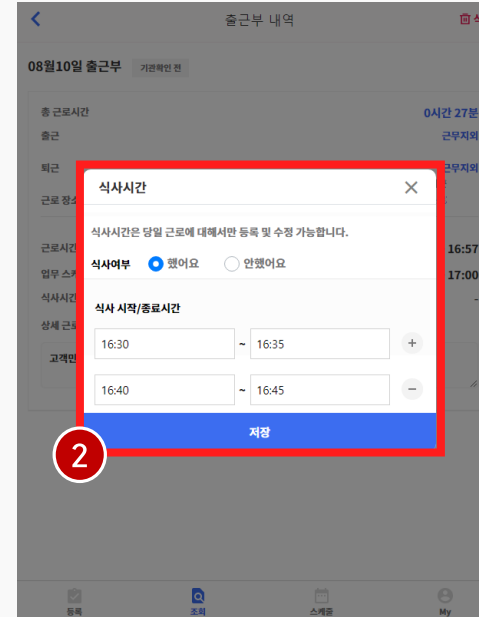 출근부 내역
08월10일 출근부 기관확인 전
총 근로시간 0시간 27분
출근 근무지외
퇴근 근무지외
근로 장소
식사시간
식사시간은 당일 근로에 대해서만 등록 및 수정 가능합니다.
근로시간 16:57
식사여부 했어요 안했어요
업무 스케 17:00
식사시간 -
식사 시작/종료시간
상세 근로
16:30 ~ 16:35 +
고객만
16:40 ~ 16:45 −
저장
2
등록 조회 스케줄 My